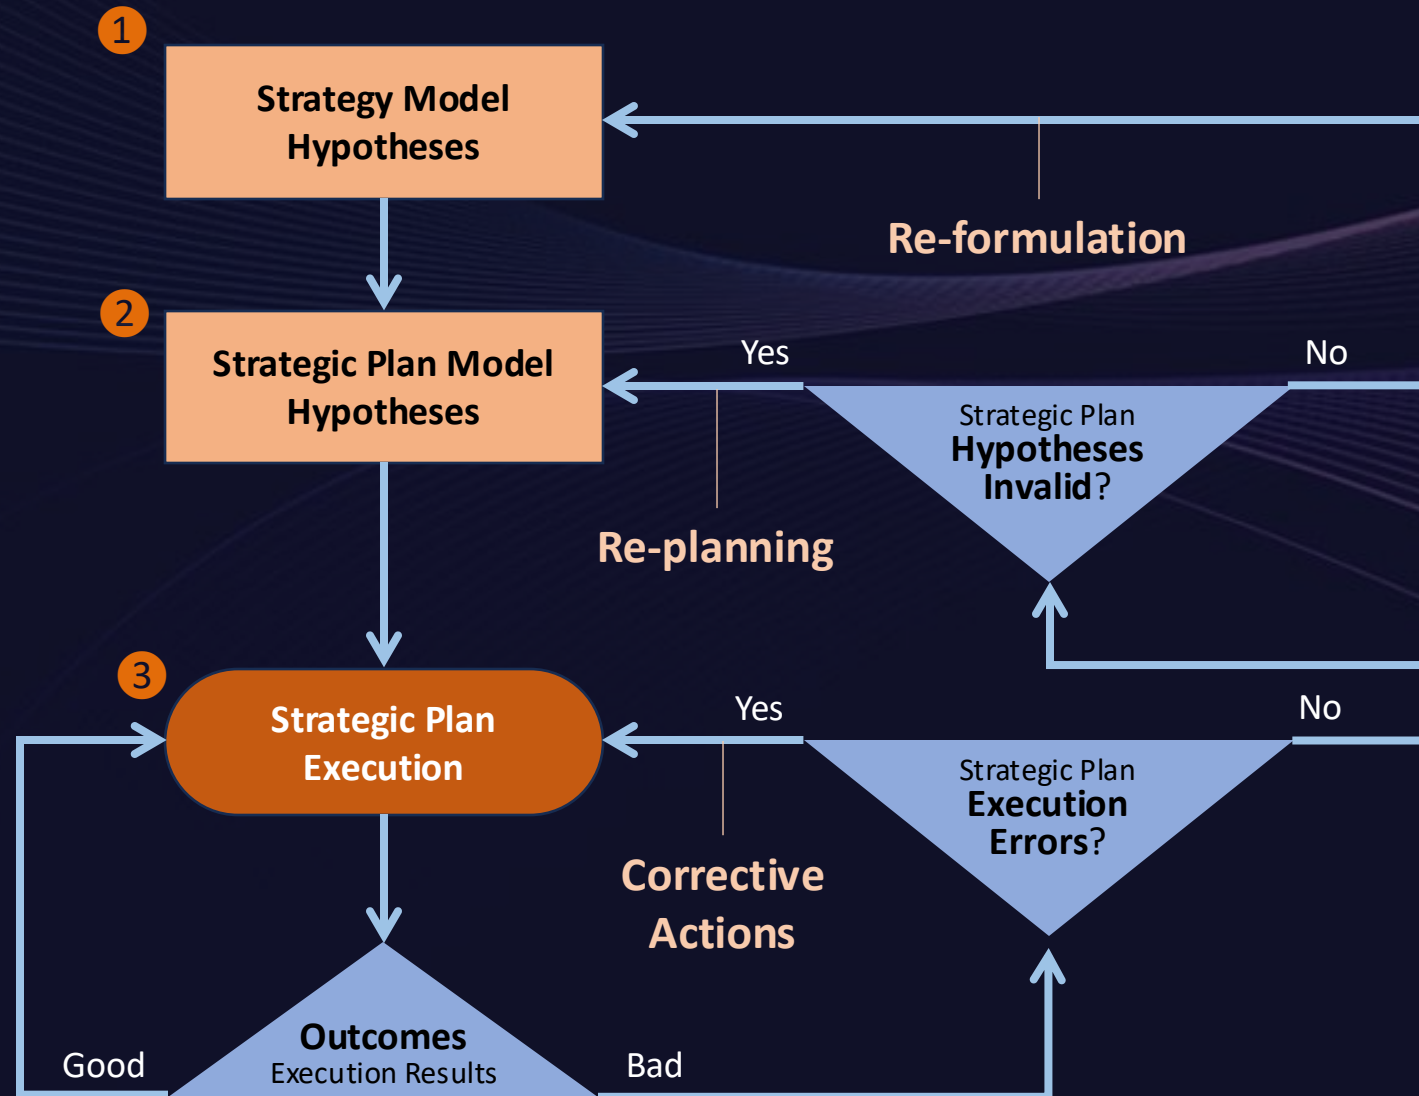 1
Strategy Model
Hypotheses
Re-formulation
2
Strategic Plan Model
Hypotheses
Yes
No
Strategic Plan
Hypotheses
Invalid?
Re-planning
3
Strategic Plan
Execution
Yes
No
Strategic Plan
Execution
Errors?
Corrective
Actions
Outcomes
Execution Results
Good
Bad